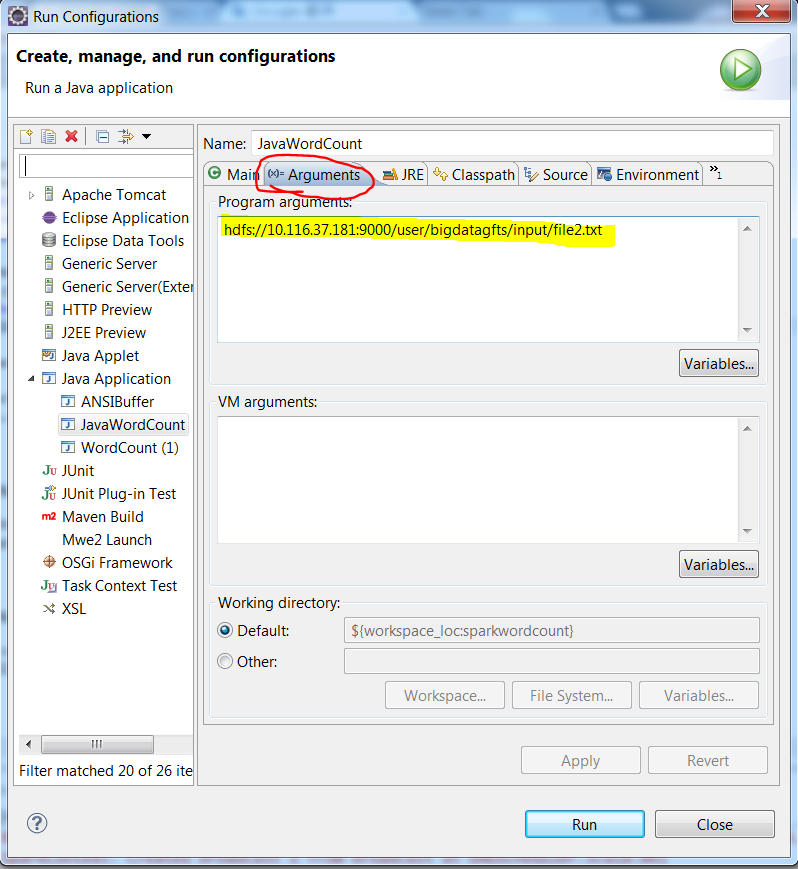 Run Configurations
Create, manage, and run configurations
Run a Java application
Name: JavaWordCount
Main (x)= Arguments JRE Classpath Source Environment »1
Apache Tomcat
Eclipse Application
Eclipse Data Tools
Generic Server
Generic Server(Exter
HTTP Preview
J2EE Preview
Java Applet
Java Application
ANSIBuffer
JavaWordCount
WordCount (1)
JU JUnit
JU JUnit Plug-in Test
m2 Maven Build
Mwe2 Launch
OSGi Framework
Ju Task Context Test
XSL
Filter matched 20 of 26 ite
Program arguments:
hdfs://10.116.37.181:9000/user/bigdatagfts/input/file2.txt
Variables...
VM arguments:
Variables...
Working directory:
Default: ${workspace_loc:sparkwordcount}
Other:
Workspace... File System... Variables...
Apply Revert
Run Close